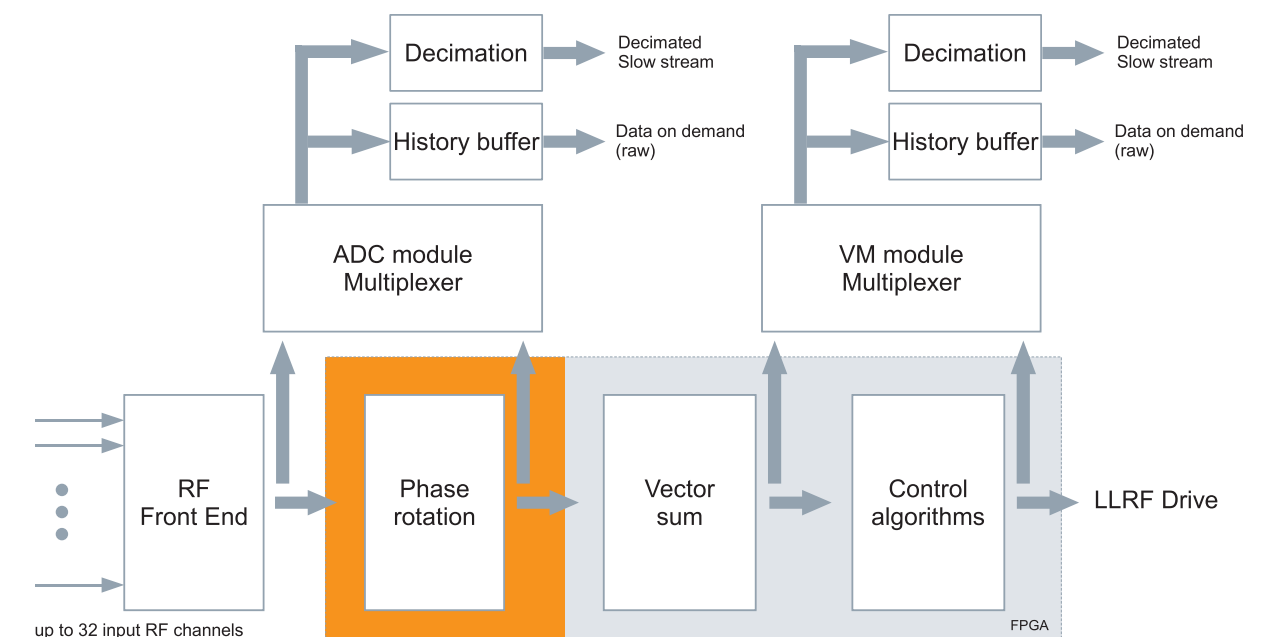 Decimation
Decimated
Slow stream
History buffer
Data on demand
(raw)
Decimation
Decimated
Slow stream
History buffer
Data on demand
(raw)
ADC module
Multiplexer
VM module
Multiplexer
RF
Front End
Phase
rotation
Vector
sum
Control
algorithms
LLRF Drive
up to 32 input RF channels
FPGA